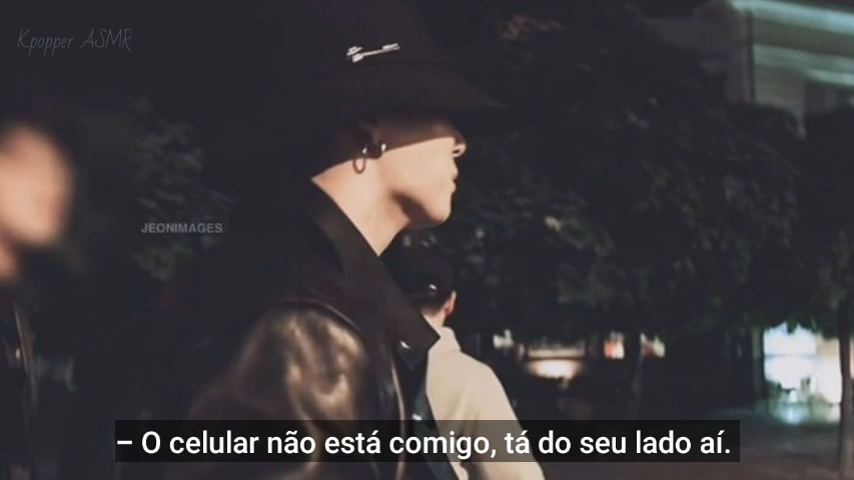 Kpopper ASMR
JEONIMAGES
– O celular não está comigo, tá do seu lado aí.